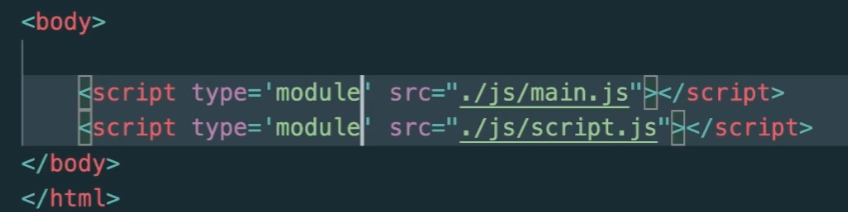 <body>
<script type='module' src="./js/main.js"></script>
<script type='module' src="./js/script.js"></script>
</body>
</html>